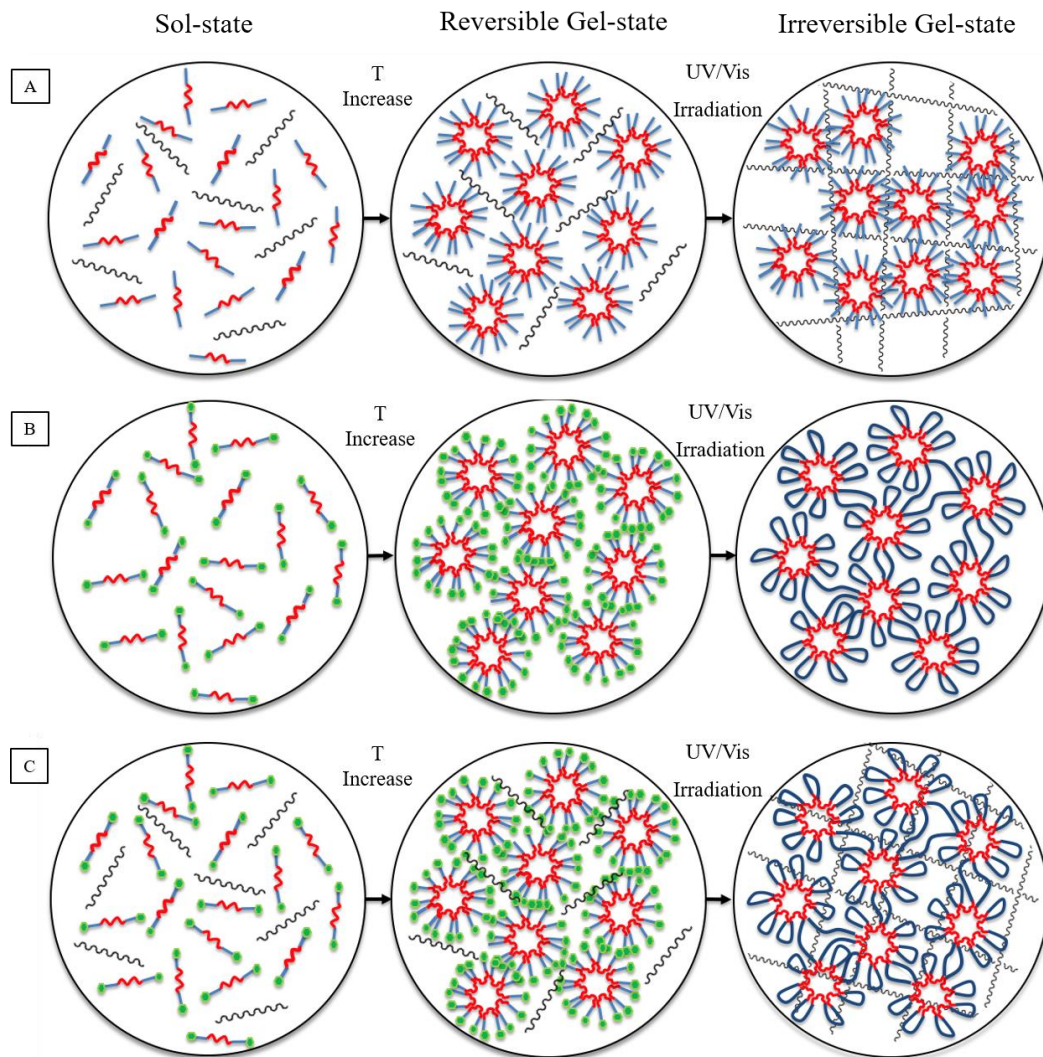 Sol-state
Reversible Gel-state
Irreversible Gel-state
A
T
Increase
UV/Vis
Irradiation
B
T
Increase
UV/Vis
Irradiation
C
T
Increase
UV/Vis
Irradiation